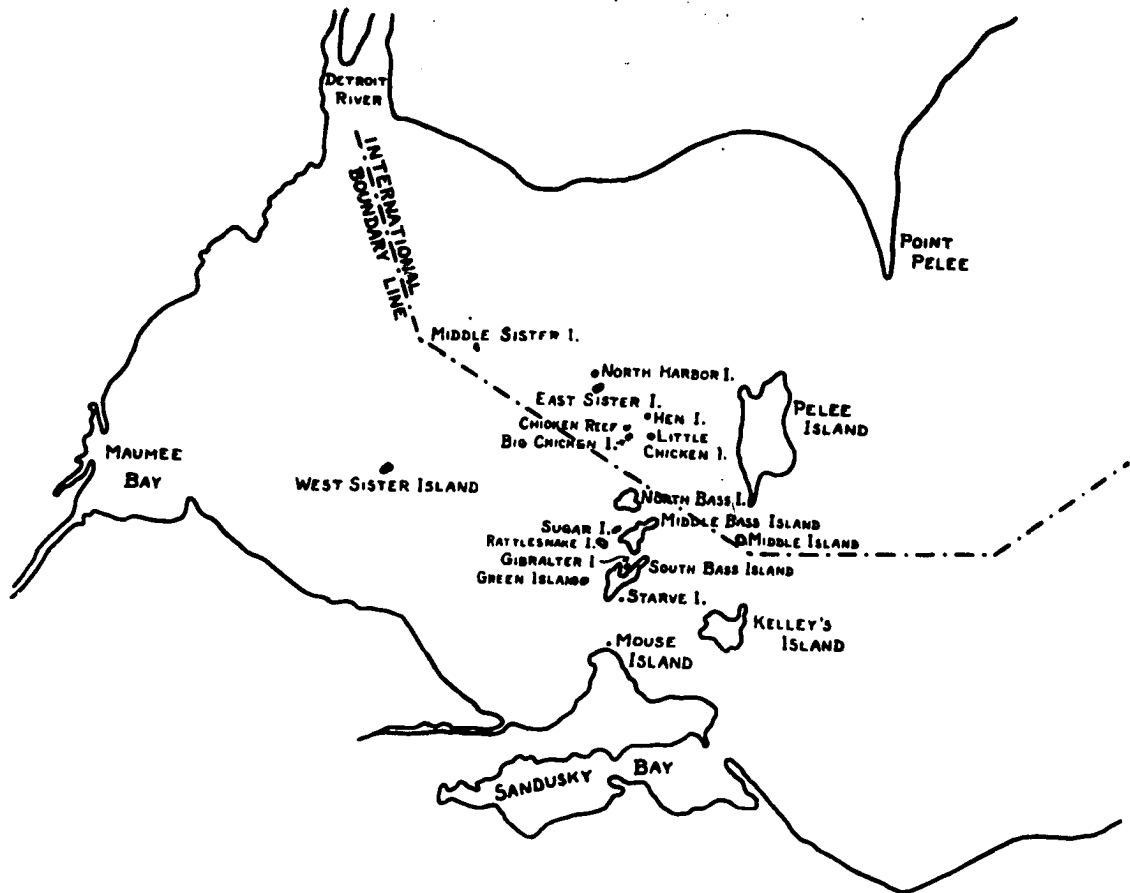 DETROIT
RIVER
INTERNATIONAL
BOUNDARY LINE
POINT
PELEE
MIDDLE SISTER I.
NORTH HARBOR I.
EAST SISTER I.
HEN I.
PELEE
ISLAND
CHICKEN REEF
BIG CHICKEN I.
LITTLE
CHICKEN I.
MAUMEE
BAY
WEST SISTER ISLAND
NORTH BASS I.
MIDDLE BASS ISLAND
SUGAR I.
RATTLESNAKE I.
MIDDLE ISLAND
GIBRALTER I
SOUTH BASS ISLAND
GREEN ISLAND
STARVE I.
KELLEY'S
ISLAND
MOUSE
ISLAND
SANDUSKY BAY